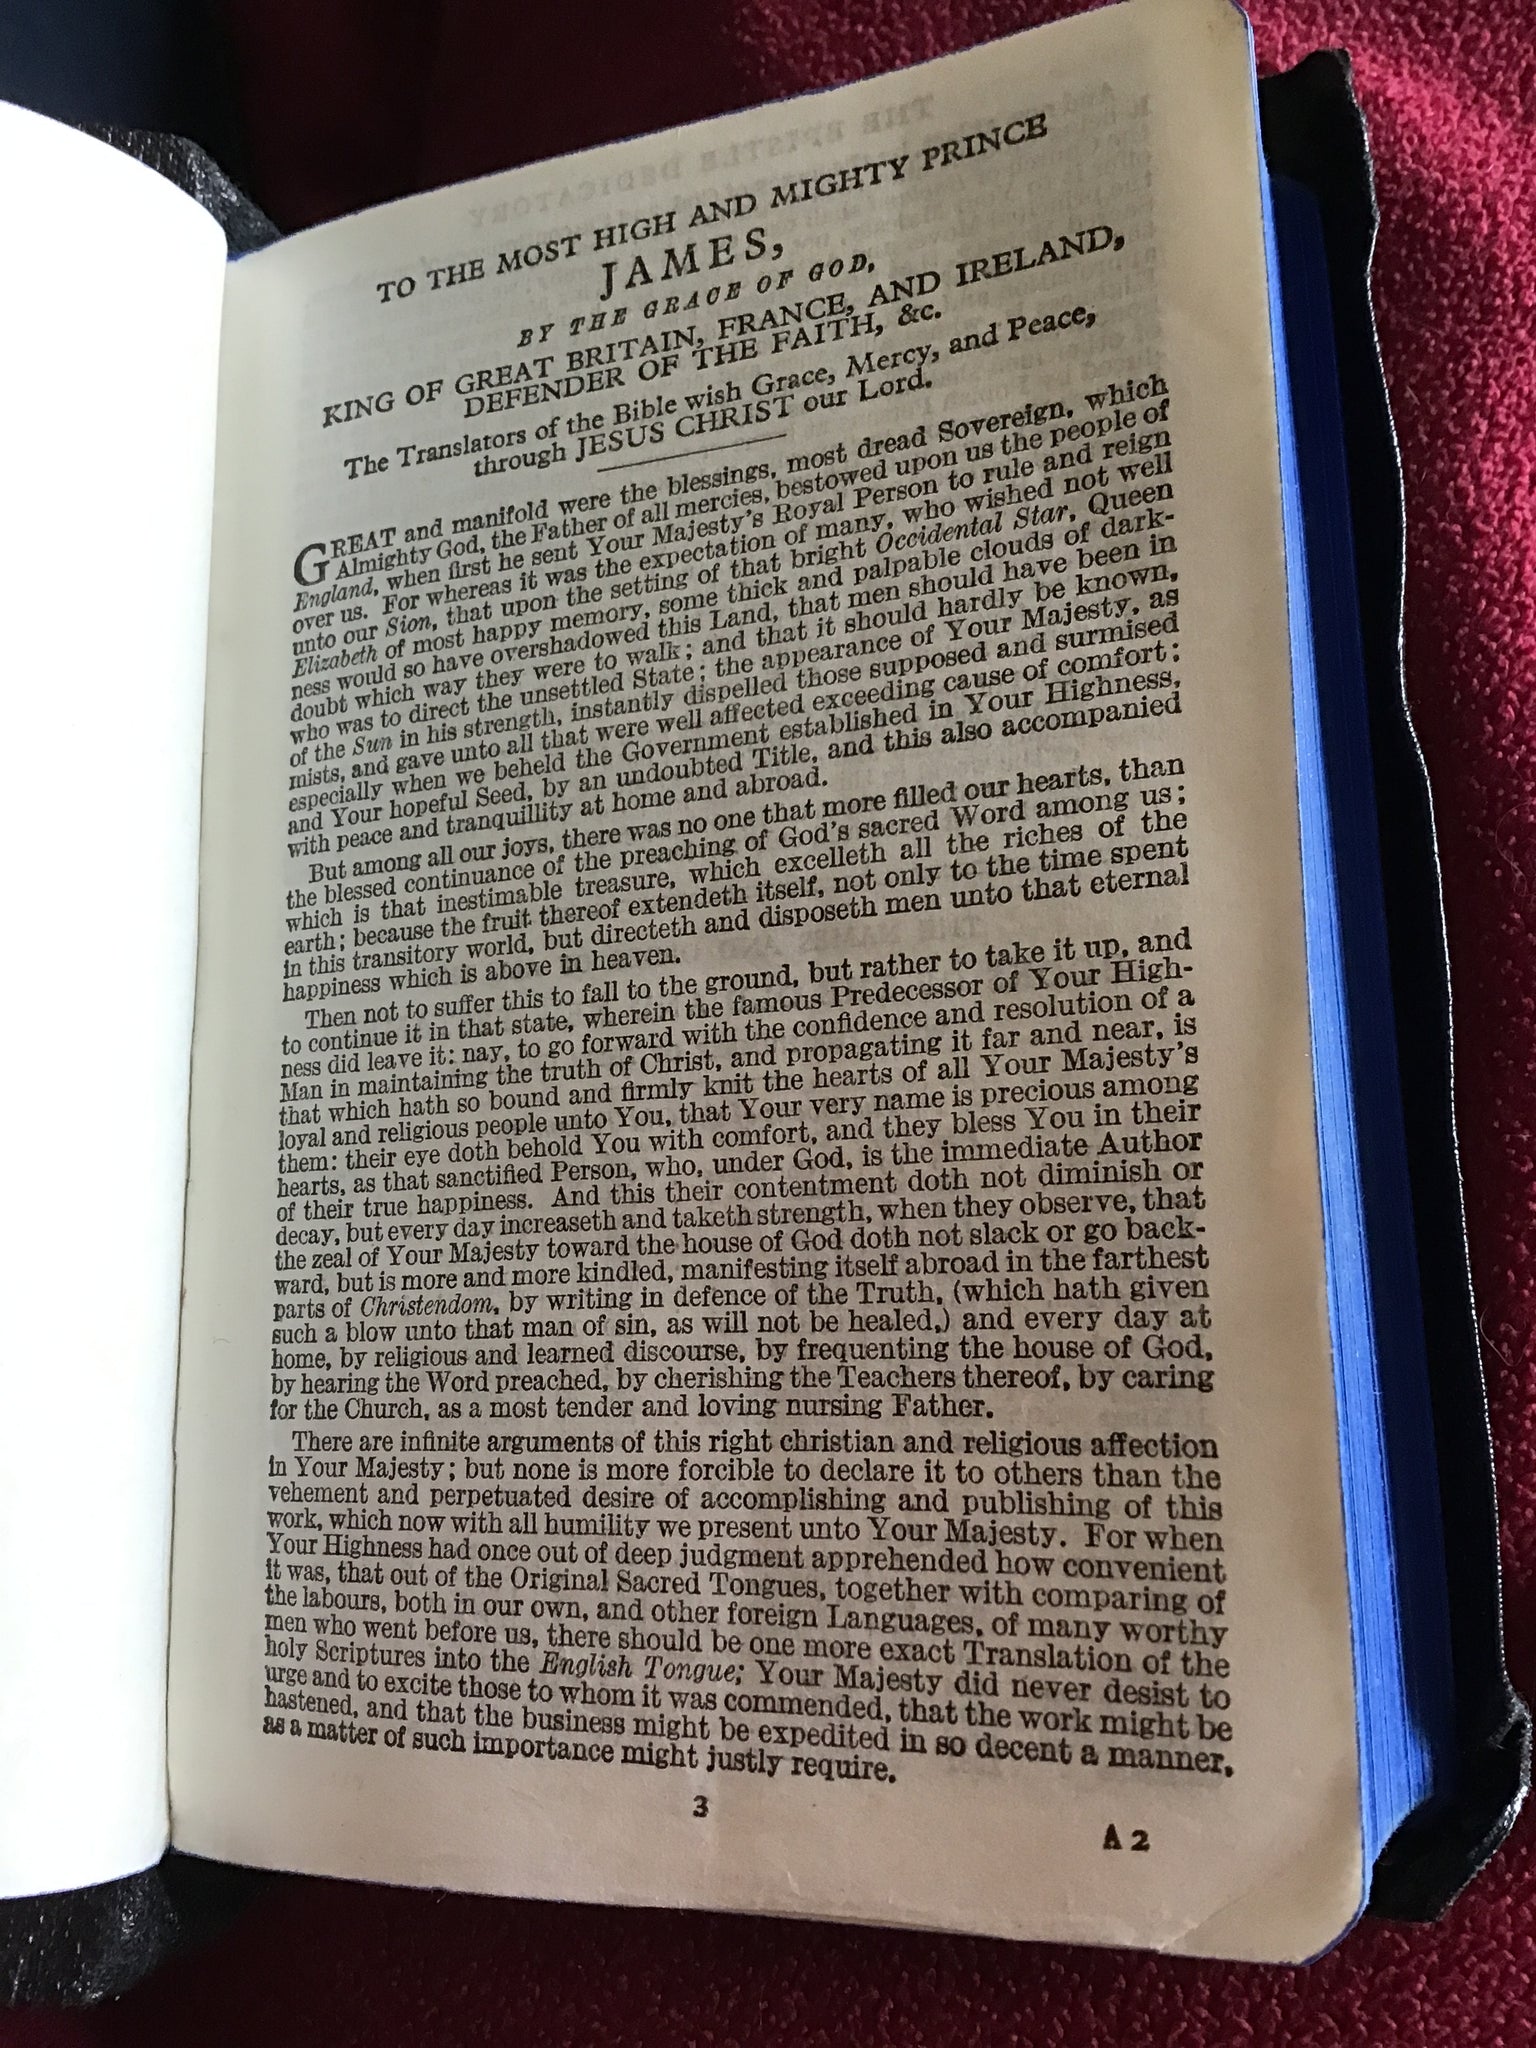 TO THE MOST HIGH AND MIGHTY PRINCE
JAMES,
BY THE GRACE OF GOD,
KING OF GREAT BRITAIN, FRANCE, AND IRELAND,
DEFENDER OF THE FAITH, &c.
The Translators of the Bible wish Grace, Mercy, and Peace,
through JESUS CHRIST our Lord.
GREAT and manifold were the blessings, most dread Sovereign, which
Almighty God, the Father of all mercies, bestowed upon us the people of
England, when first he sent Your Majesty's Royal Person to rule and reign
over us. For whereas it was the expectation of many, who wished not well
unto our Sion, that upon the setting of that bright Occidental Star, Queen
Elizabeth of most happy memory, some thick and palpable clouds of dark-
ness would so have overshadowed this Land, that men should have been in
doubt which way they were to walk; and that it should hardly be known,
who was to direct the unsettled State; the appearance of Your Majesty, as
of the Sun in his strength, instantly dispelled those supposed and surmised
mists, and gave unto all that were well affected exceeding cause of comfort;
especially when we beheld the Government established in Your Highness,
and Your hopeful Seed, by an undoubted Title, and this also accompanied
with peace and tranquillity at home and abroad.
But among all our joys, there was no one that more filled our hearts, than
the blessed continuance of the preaching of God's sacred Word among us;
which is that inestimable treasure, which excelleth all the riches of the
earth; because the fruit thereof extendeth itself, not only to the time spent
in this transitory world, but directeth and disposeth men unto that eternal
happiness which is above in heaven.
Then not to suffer this to fall to the ground, but rather to take it up, and
to continue it in that state, wherein the famous Predecessor of Your High-
ness did leave it: nay, to go forward with the confidence and resolution of a
Man in maintaining the truth of Christ, and propagating it far and near, is
that which hath so bound and firmly knit the hearts of all Your Majesty's
loyal and religious people unto You, that Your very name is precious among
them: their eye doth behold You with comfort, and they bless You in their
hearts, as that sanctified Person, who, under God, is the immediate Author
of their true happiness. And this their contentment doth not diminish or
decay, but every day increaseth and taketh strength, when they observe, that
the zeal of Your Majesty toward the house of God doth not slack or go back-
ward, but is more and more kindled, manifesting itself abroad in the farthest
parts of Christendom, by writing in defence of the Truth, (which hath given
such a blow unto that man of sin, as will not be healed,) and every day at
home, by religious and learned discourse, by frequenting the house of God,
by hearing the Word preached, by cherishing the Teachers thereof, by caring
for the Church, as a most tender and loving nursing Father.
There are infinite arguments of this right christian and religious affection
in Your Majesty; but none is more forcible to declare it to others than the
vehement and perpetuated desire of accomplishing and publishing of this
work, which now with all humility we present unto Your Majesty. For when
Your Highness had once out of deep judgment apprehended how convenient
it was, that out of the Original Sacred Tongues, together with comparing of
the labours, both in our own, and other foreign Languages, of many worthy
men who went before us, there should be one more exact Translation of the
holy Scriptures into the English Tongue; Your Majesty did never desist to
urge and to excite those to whom it was commended, that the work might be
hastened, and that the business might be expedited in so decent a manner,
as a matter of such importance might justly require.
3
A 2